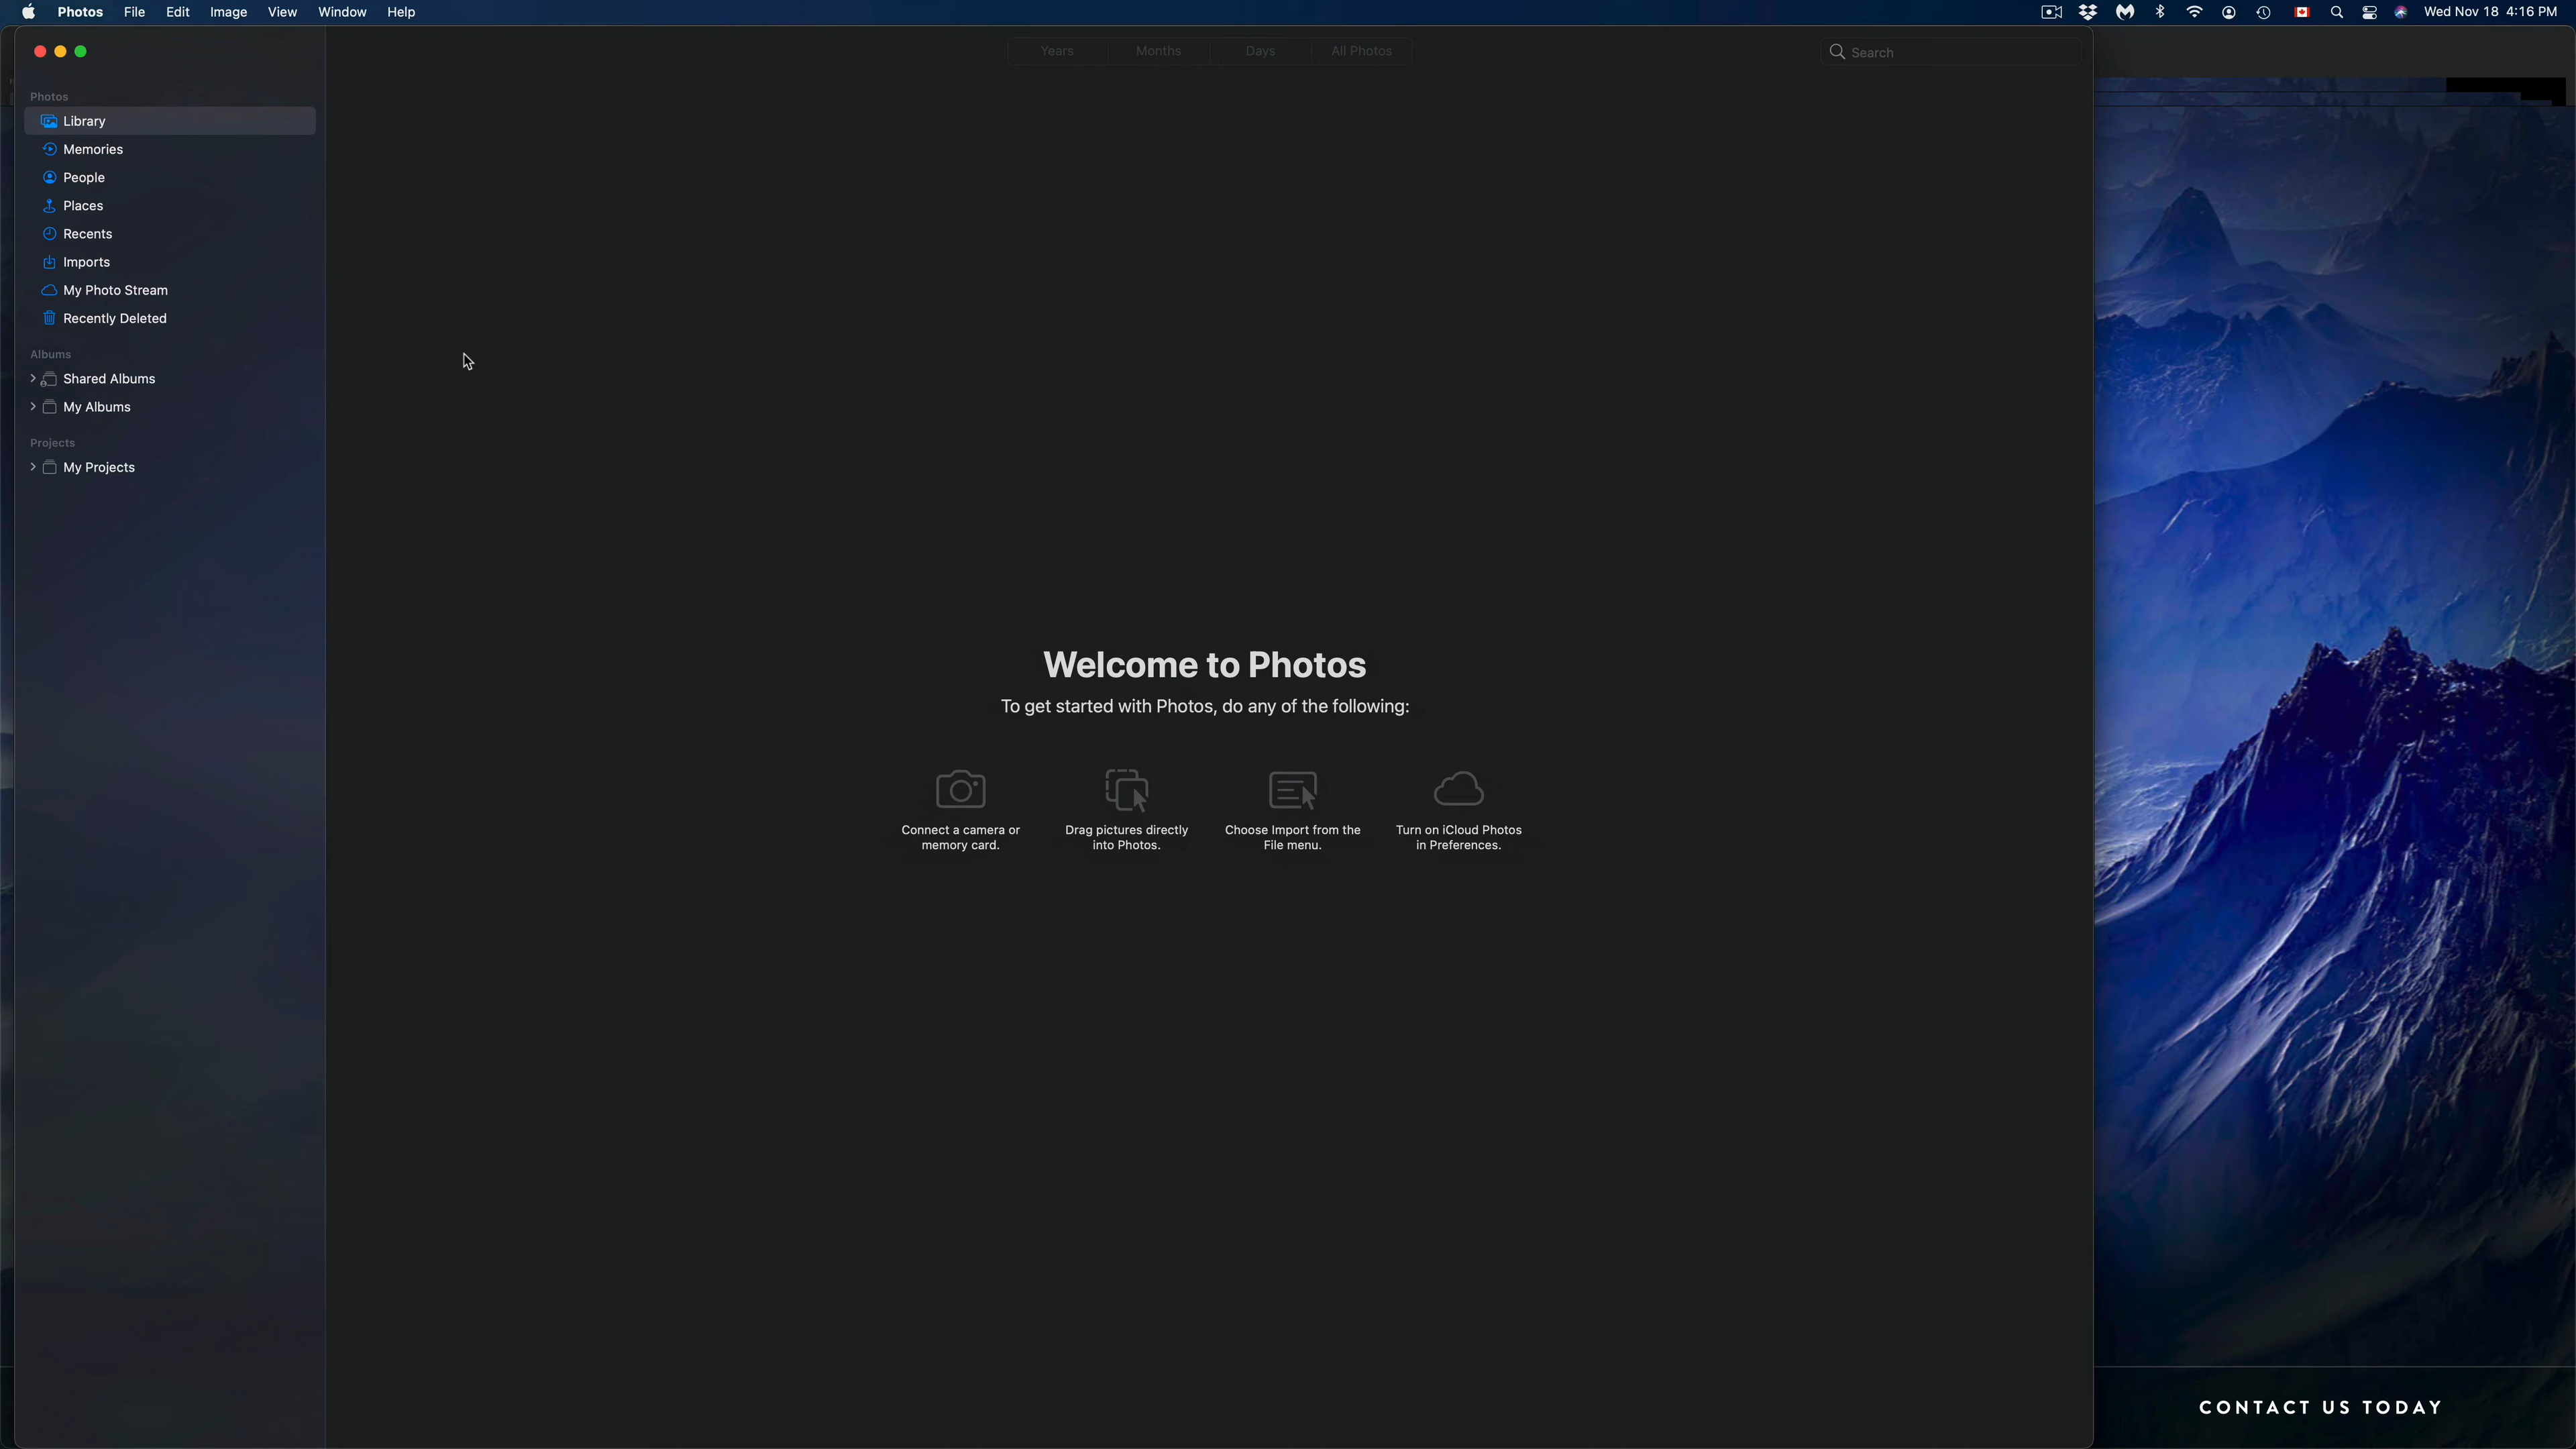 Photos File Edit Image View Window Help
Wed Nov 18 4:16 PM
Years Months Days All Photos
Search
Photos
Library
Memories
People
Places
Recents
Imports
My Photo Stream
Recently Deleted
Albums
Shared Albums
My Albums
Projects
My Projects
Welcome to Photos
To get started with Photos, do any of the following:
Connect a camera or
memory card.
Drag pictures directly
into Photos.
Choose Import from the
File menu.
Turn on iCloud Photos
in Preferences.
CONTACT US TODAY